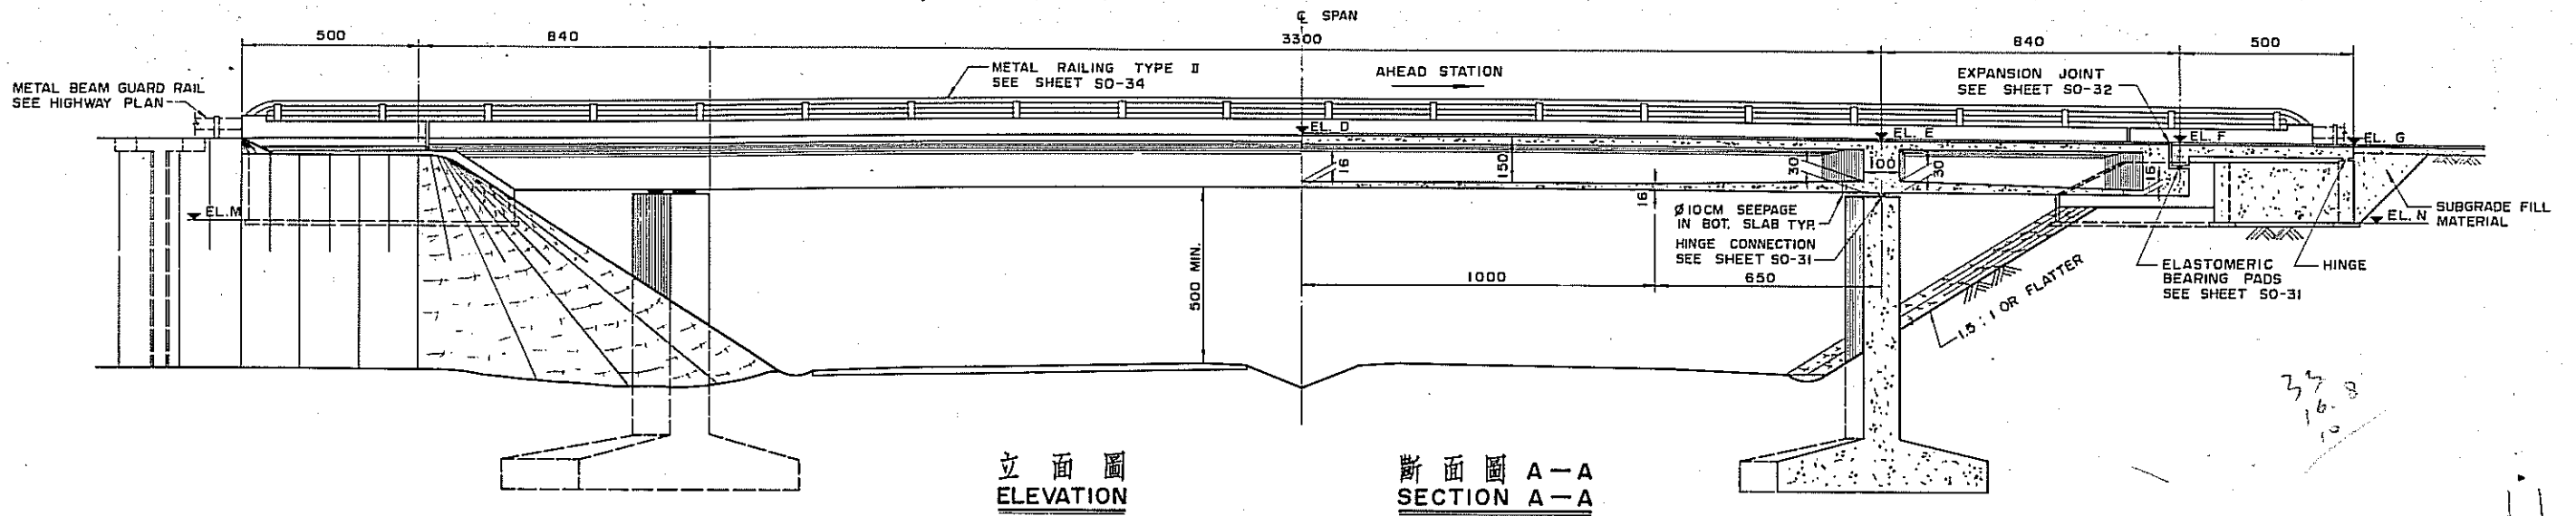 ℄ SPAN
500
840
3300
840
500
METAL BEAM GUARD RAIL
SEE HIGHWAY PLAN
METAL RAILING TYPE II
SEE SHEET SO-34
AHEAD STATION
EXPANSION JOINT
SEE SHEET SO-32
EL. D
EL. E
EL. F
EL. G
16
150
30
100
30
16
EL.M
16
Ø10CM SEEPAGE
IN BOT. SLAB TYP.
HINGE CONNECTION
SEE SHEET SO-31
EL. N
SUBGRADE FILL
MATERIAL
500 MIN.
1000
650
ELASTOMERIC
BEARING PADS
SEE SHEET SO-31
HINGE
1.5 : 1 OR FLATTER
立面圖
ELEVATION
斷面圖 A—A
SECTION A—A